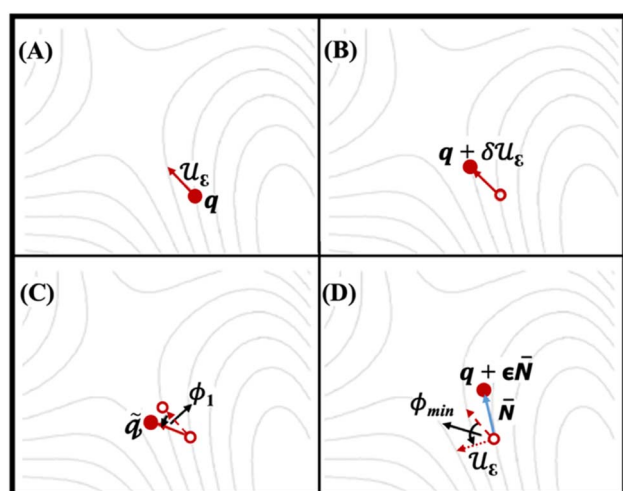 (A)
𝒰ε
q
(B)
q + δ𝒰ε
(C)
ϕ1
q̃
(D)
q + ϵN̄
ϕmin
N̄
𝒰ε